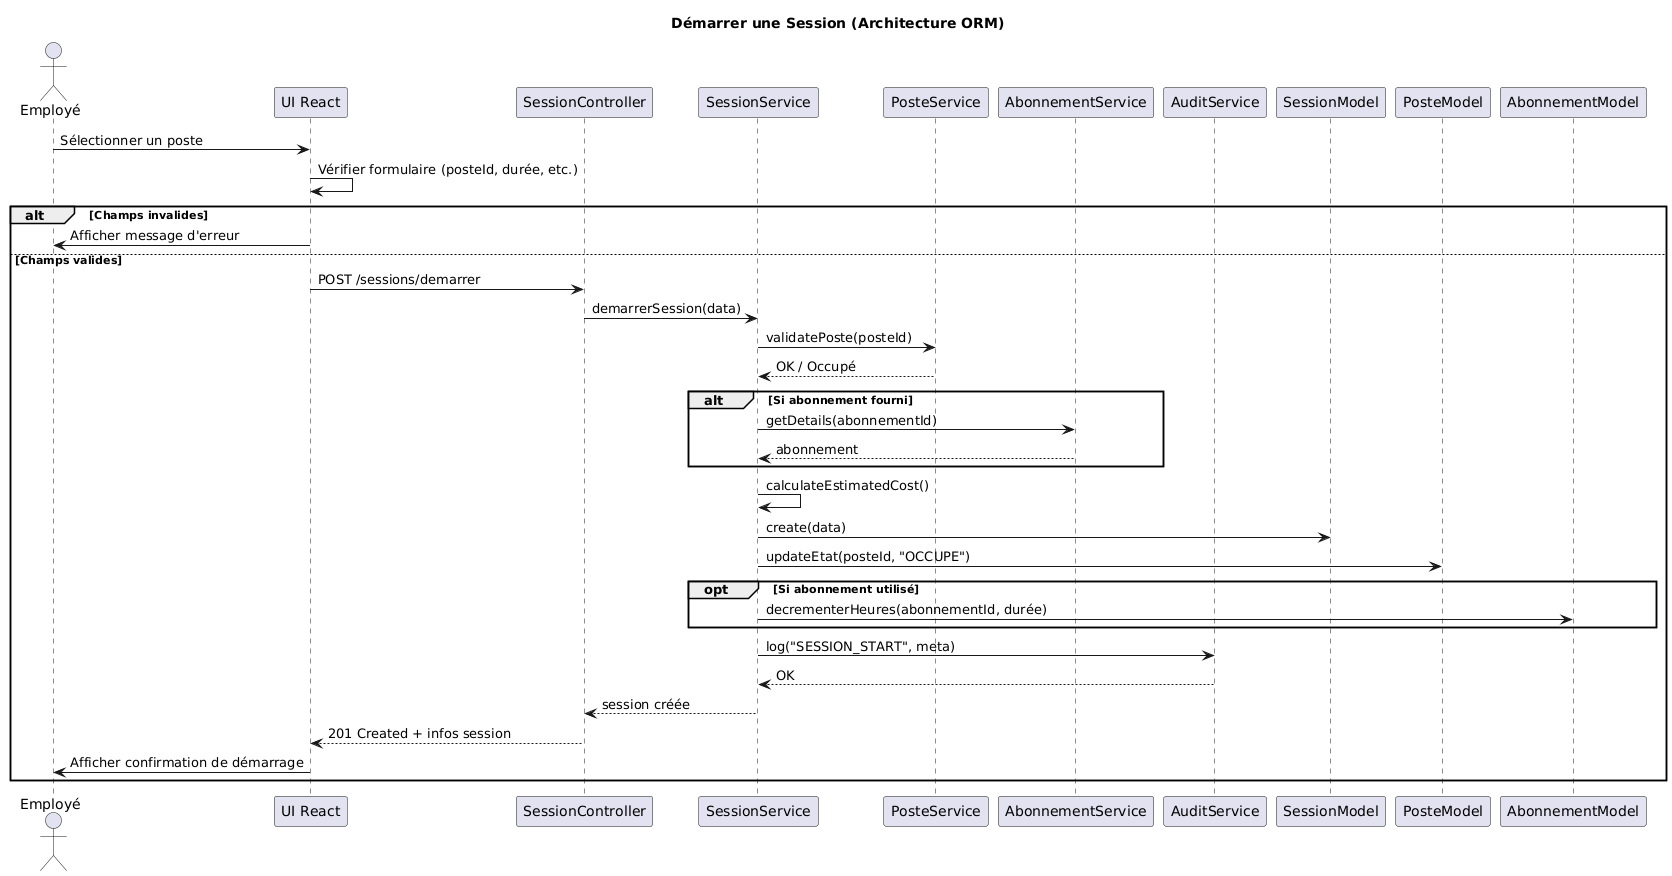 Démarrer une Session (Architecture ORM)
Employé
UI React
SessionController
SessionService
PosteService
AbonnementService
AuditService
SessionModel
PosteModel
AbonnementModel
Sélectionner un poste
Vérifier formulaire (posteId, durée, etc.)
alt
[Champs invalides]
Afficher message d'erreur
[Champs valides]
POST /sessions/demarrer
demarrerSession(data)
validatePoste(posteId)
OK / Occupé
alt
[Si abonnement fourni]
getDetails(abonnementId)
abonnement
calculateEstimatedCost()
create(data)
updateEtat(posteId, "OCCUPE")
opt
[Si abonnement utilisé]
decrementerHeures(abonnementId, durée)
log("SESSION_START", meta)
OK
session créée
201 Created + infos session
Afficher confirmation de démarrage
Employé
UI React
SessionController
SessionService
PosteService
AbonnementService
AuditService
SessionModel
PosteModel
AbonnementModel